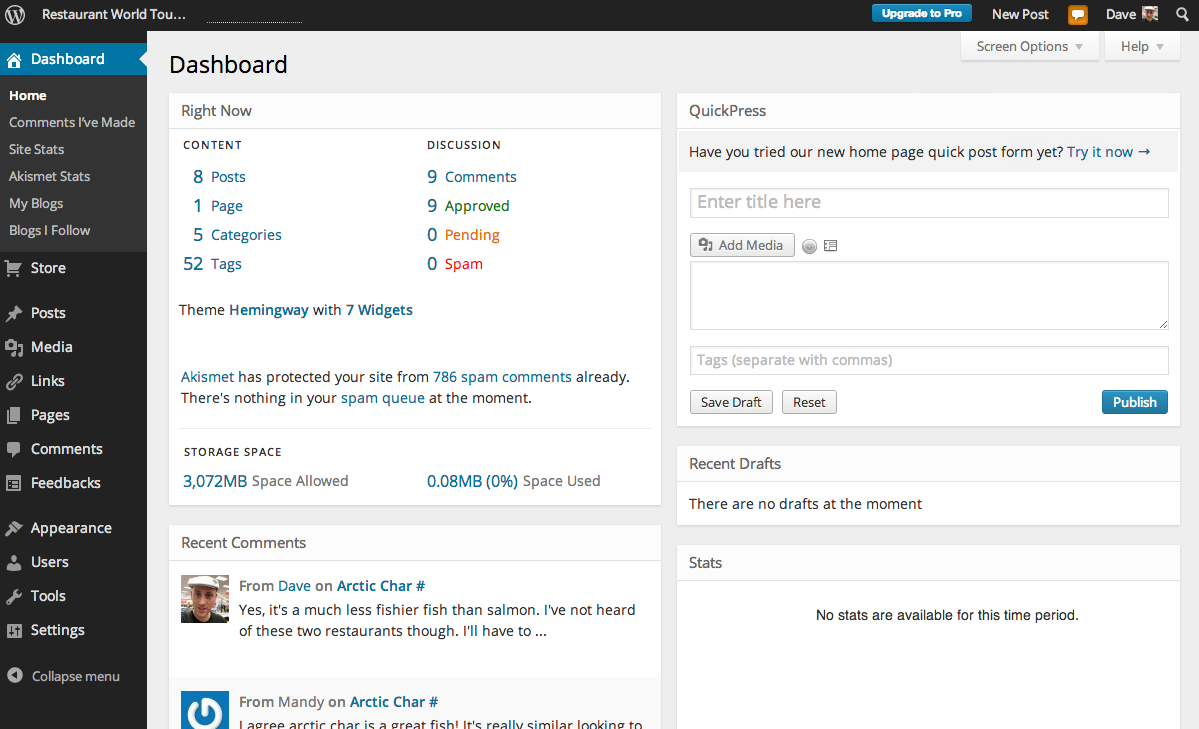 Restaurant World Tou...
Upgrade to Pro
New Post
Dave
Dashboard
Home
Comments I've Made
Site Stats
Akismet Stats
My Blogs
Blogs I Follow
Store
Posts
Media
Links
Pages
Comments
Feedbacks
Appearance
Users
Tools
Settings
Collapse menu
Screen Options
Help
Dashboard
Right Now
CONTENT
8 Posts
1 Page
5 Categories
52 Tags
DISCUSSION
9 Comments
9 Approved
0 Pending
0 Spam
Theme Hemingway with 7 Widgets
Akismet has protected your site from 786 spam comments already.
There's nothing in your spam queue at the moment.
STORAGE SPACE
3,072MB Space Allowed
0.08MB (0%) Space Used
Recent Comments
From Dave on Arctic Char #
Yes, it's a much less fishier fish than salmon. I've not heard
of these two restaurants though. I'll have to ...
From Mandy on Arctic Char #
I agree arctic char is a great fish! It's really similar looking to
QuickPress
Have you tried our new home page quick post form yet? Try it now →
Enter title here
Add Media
Tags (separate with commas)
Save Draft
Reset
Publish
Recent Drafts
There are no drafts at the moment
Stats
No stats are available for this time period.